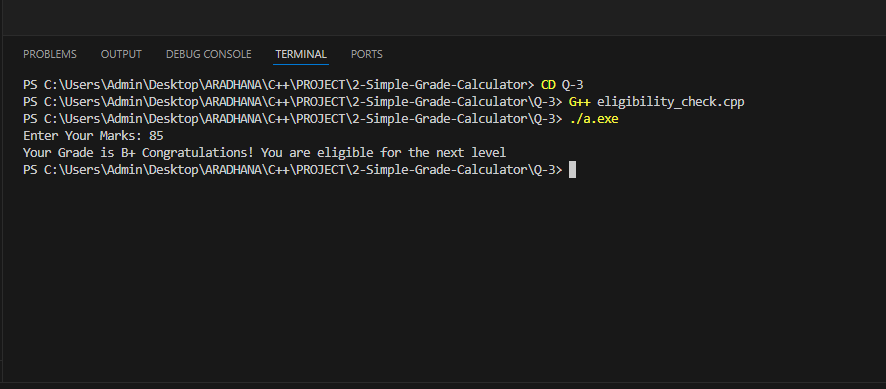 PROBLEMS OUTPUT DEBUG CONSOLE TERMINAL PORTS
PS C:\Users\Admin\Desktop\ARADHANA\C++\PROJECT\2-Simple-Grade-Calculator> CD Q-3
PS C:\Users\Admin\Desktop\ARADHANA\C++\PROJECT\2-Simple-Grade-Calculator\Q-3> G++ eligibility_check.cpp
PS C:\Users\Admin\Desktop\ARADHANA\C++\PROJECT\2-Simple-Grade-Calculator\Q-3> ./a.exe
Enter Your Marks: 85
Your Grade is B+ Congratulations! You are eligible for the next level
PS C:\Users\Admin\Desktop\ARADHANA\C++\PROJECT\2-Simple-Grade-Calculator\Q-3>